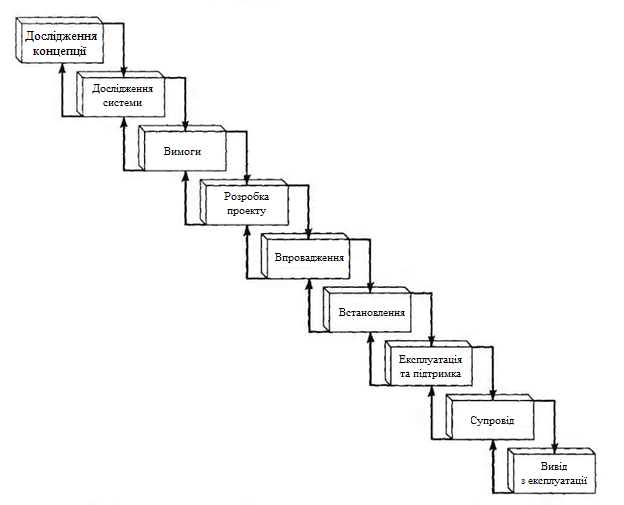 Дослідження
концепції
Дослідження
системи
Вимоги
Розробка
проекту
Впровадження
Встановлення
Експлуатація
та підтримка
Супровід
Вивід
з експлуатації